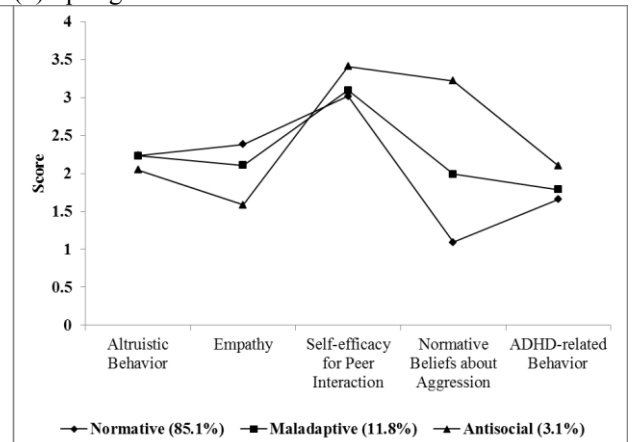 4
3.5
3
2.5
2
1.5
1
0.5
0
Score
Altruistic
Behavior
Empathy
Self-efficacy
for Peer
Interaction
Normative
Beliefs about
Aggression
ADHD-related
Behavior
Normative (85.1%) Maladaptive (11.8%) Antisocial (3.1%)